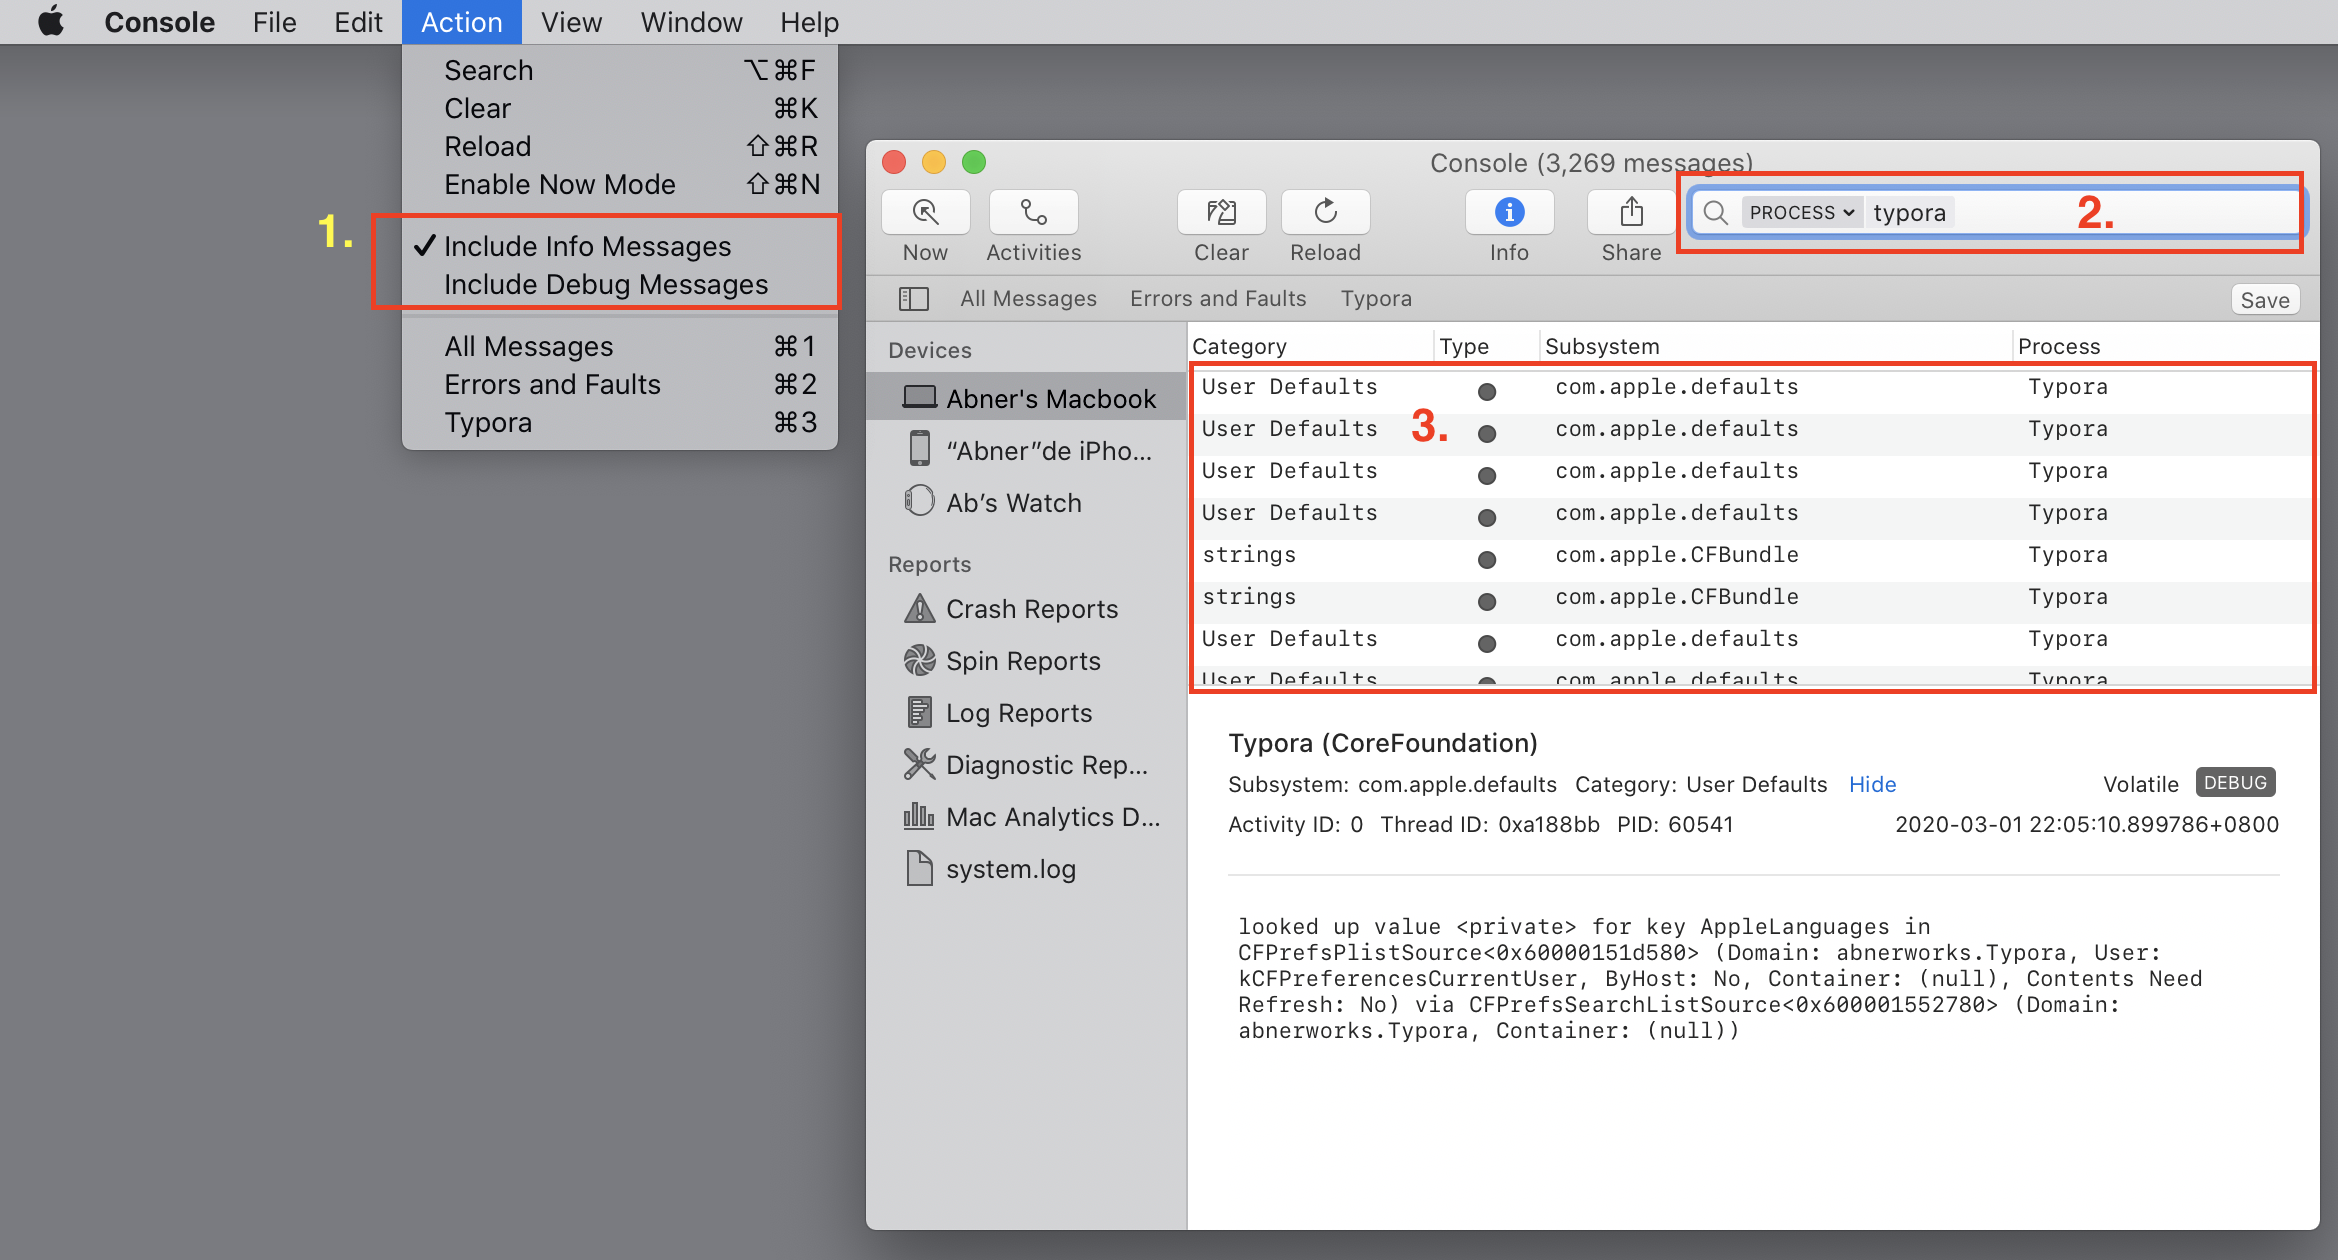 Console File Edit Action View Window Help
Search ⌥⌘F
Clear ⌘K
Reload ⇧⌘R
Enable Now Mode ⇧⌘N
1.
✓ Include Info Messages
Include Debug Messages
All Messages ⌘1
Errors and Faults ⌘2
Typora ⌘3
Console (3,269 messages)
PROCESS typora 2.
Now Activities Clear Reload Info Share
All Messages Errors and Faults Typora Save
Devices
Abner's Macbook
“Abner”de iPho...
Ab’s Watch
Reports
Crash Reports
Spin Reports
Log Reports
Diagnostic Rep...
Mac Analytics D...
system.log
Category Type Subsystem Process
User Defaults com.apple.defaults Typora
3.
User Defaults com.apple.defaults Typora
User Defaults com.apple.defaults Typora
User Defaults com.apple.defaults Typora
strings com.apple.CFBundle Typora
strings com.apple.CFBundle Typora
User Defaults com.apple.defaults Typora
User Defaults com.apple.defaults Typora
Typora (CoreFoundation)
Subsystem: com.apple.defaults Category: User Defaults Hide Volatile DEBUG
Activity ID: 0 Thread ID: 0xa188bb PID: 60541 2020-03-01 22:05:10.899786+0800
looked up value <private> for key AppleLanguages in
CFPrefsPlistSource<0x60000151d580> (Domain: abnerworks.Typora, User:
kCFPreferencesCurrentUser, ByHost: No, Container: (null), Contents Need
Refresh: No) via CFPrefsSearchListSource<0x600001552780> (Domain:
abnerworks.Typora, Container: (null))